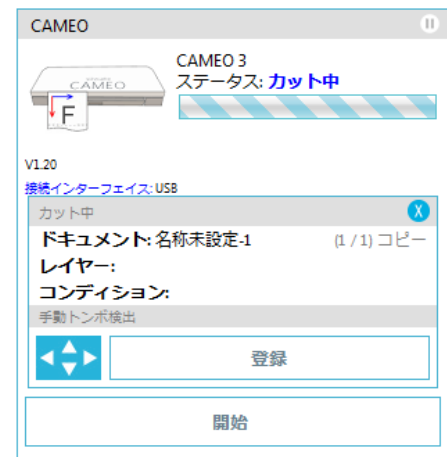 CAMEO
CAMEO 3
ステータス: カット中
CAMEO
F
V1.20
接続インターフェイス: USB
カット中
X
ドキュメント: 名称未設定-1 (1 / 1) コピー
レイヤー:
コンディション:
手動トンボ検出
登録
開始